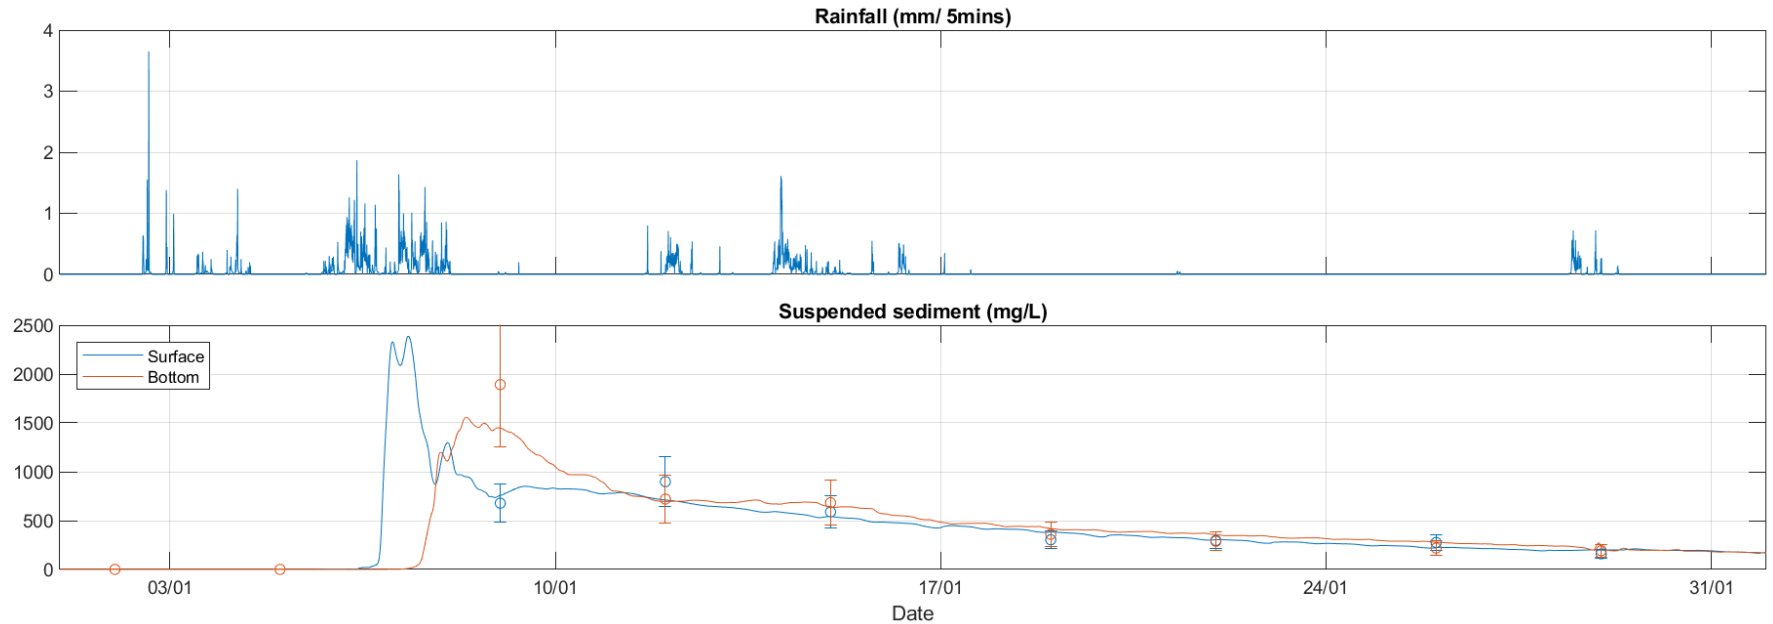 Rainfall (mm/ 5mins)
4
3
2
1
0
Suspended sediment (mg/L)
2500
2000
1500
1000
500
0
Surface
Bottom
03/01 10/01 17/01 24/01 31/01
Date